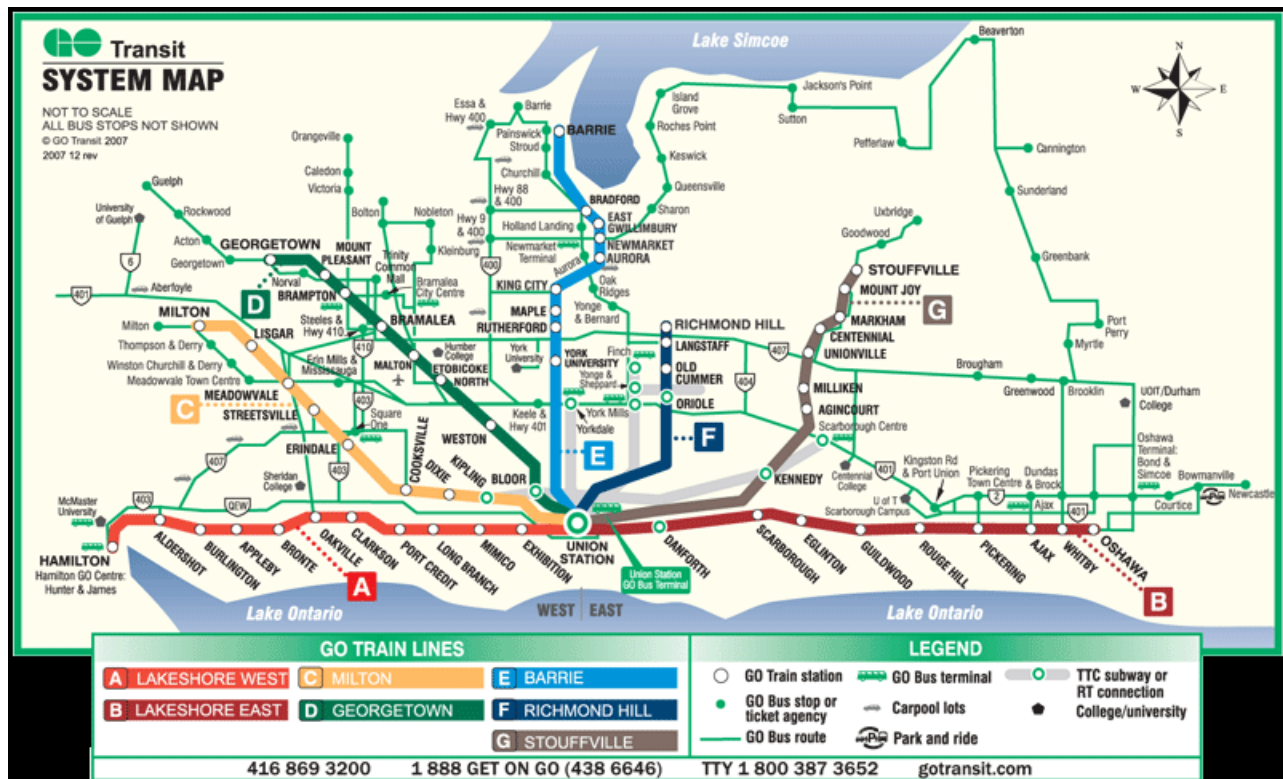 GO Transit
SYSTEM MAP
NOT TO SCALE
ALL BUS STOPS NOT SHOWN
© GO Transit 2007
2007 12 rev
Lake Simcoe
N
W
E
S
Beaverton
Jackson's Point
Island
Grove
Sutton
Roches Point
Pefferlaw
Cannington
Keswick
Queensville
Sunderland
Sharon
Essa &
Hwy 400
Barrie
Painswick
Stroud
BARRIE
Churchill
Hwy 88
& 400
BRADFORD
Hwy 9
& 400
Holland Landing
EAST
GWILLIMBURY
Newmarket
Terminal
NEWMARKET
AURORA
Aurora
400
Oak
Ridges
KING CITY
Yonge
& Bernard
MAPLE
RUTHERFORD
Orangeville
Caledon
Victoria
Bolton
Nobleton
Kleinburg
Guelph
University
of Guelph
Rockwood
Acton
Georgetown
GEORGETOWN
MOUNT
PLEASANT
Trinity
Common
Mall
Bramalea
City Centre
6
401
Aberfoyle
Norval
D
BRAMPTON
BRAMALEA
Steeles &
Hwy 410
410
MILTON
Milton
LISGAR
Thompson & Derry
Winston Churchill & Derry
Meadowvale Town Centre
Erin Mills &
Mississauga
MALTON
Humber
College
ETOBICOKE
NORTH
York
University
YORK
UNIVERSITY
Finch
Yonge
& Sheppard
RICHMOND HILL
LANGSTAFF
OLD
CUMMER
ORIOLE
407
404
Uxbridge
Goodwood
STOUFFVILLE
MOUNT JOY
G
MARKHAM
CENTENNIAL
UNIONVILLE
Greenbank
Port
Perry
Myrtle
Brougham
Greenwood
Brooklin
UOIT/Durham
College
MEADOWVALE
C
STREETSVILLE
403
Square
One
Keele &
Hwy 401
York Mills
Yorkdale
MILLIKEN
AGINCOURT
Scarborough Centre
WESTON
F
E
ERINDALE
COOKSVILLE
DIXIE
KIPLING
BLOOR
KENNEDY
Centennial
College
401
Kingston Rd
& Port Union
Pickering
Town Centre
Dundas
& Brock
Oshawa
Terminal:
Bond &
Simcoe
Bowmanville
Newcastle
Courtice
407
Sheridan
College
403
McMaster
University
403
QEW
U of T
Scarborough Campus
2
Ajax
401
HAMILTON
Hamilton GO Centre:
Hunter & James
ALDERSHOT
BURLINGTON
APPLEBY
BRONTE
OAKVILLE
CLARKSON
PORT CREDIT
LONG BRANCH
MIMICO
EXHIBITION
UNION
STATION
Union Station
GO Bus Terminal
DANFORTH
SCARBOROUGH
EGLINTON
GUILDWOOD
ROUGE HILL
PICKERING
AJAX
WHITBY
OSHAWA
A
B
Lake Ontario
WEST
EAST
Lake Ontario
GO TRAIN LINES
A LAKESHORE WEST
C MILTON
E BARRIE
B LAKESHORE EAST
D GEORGETOWN
F RICHMOND HILL
G STOUFFVILLE
LEGEND
GO Train station
GO Bus terminal
TTC subway or
RT connection
GO Bus stop or
ticket agency
Carpool lots
College/university
GO Bus route
Park and ride
416 869 3200 1 888 GET ON GO (438 6646) TTY 1 800 387 3652 gotransit.com